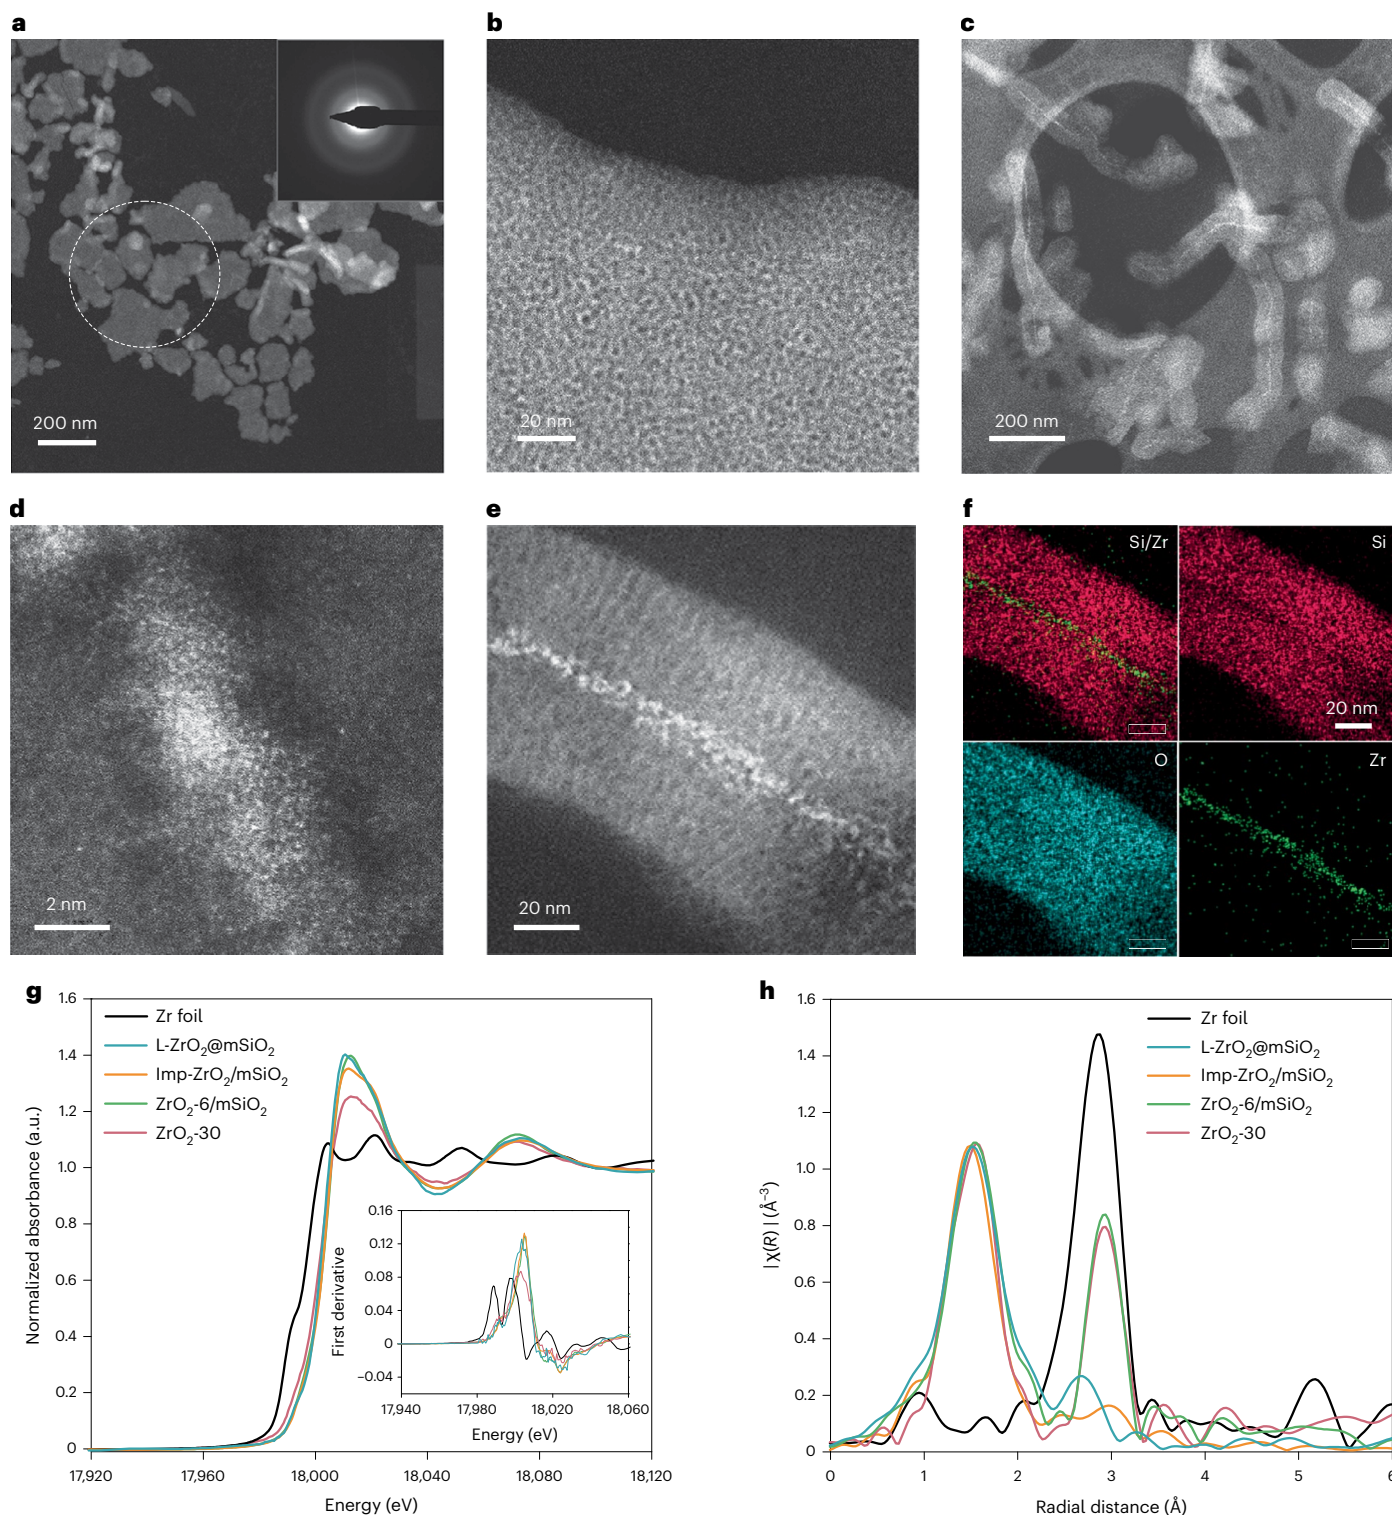 a
b
c
200 nm
20 nm
200 nm
d
e
f
Si/Zr
Si
20 nm
O
Zr
2 nm
20 nm
g
1.6
1.4
1.2
1.0
0.8
0.6
0.4
0.2
0
Normalized absorbance (a.u.)
Zr foil
L-ZrO₂@mSiO₂
Imp-ZrO₂/mSiO₂
ZrO₂-6/mSiO₂
ZrO₂-30
0.16
0.12
0.08
0.04
0
−0.04
First derivative
17,940
17,980
18,020
18,060
Energy (eV)
17,920
17,960
18,000
18,040
18,080
18,120
Energy (eV)
h
1.6
1.4
1.2
1.0
0.8
0.6
0.4
0.2
0
|χ(R)| (Å⁻³)
Zr foil
L-ZrO₂@mSiO₂
Imp-ZrO₂/mSiO₂
ZrO₂-6/mSiO₂
ZrO₂-30
0
1
2
3
4
5
6
Radial distance (Å)